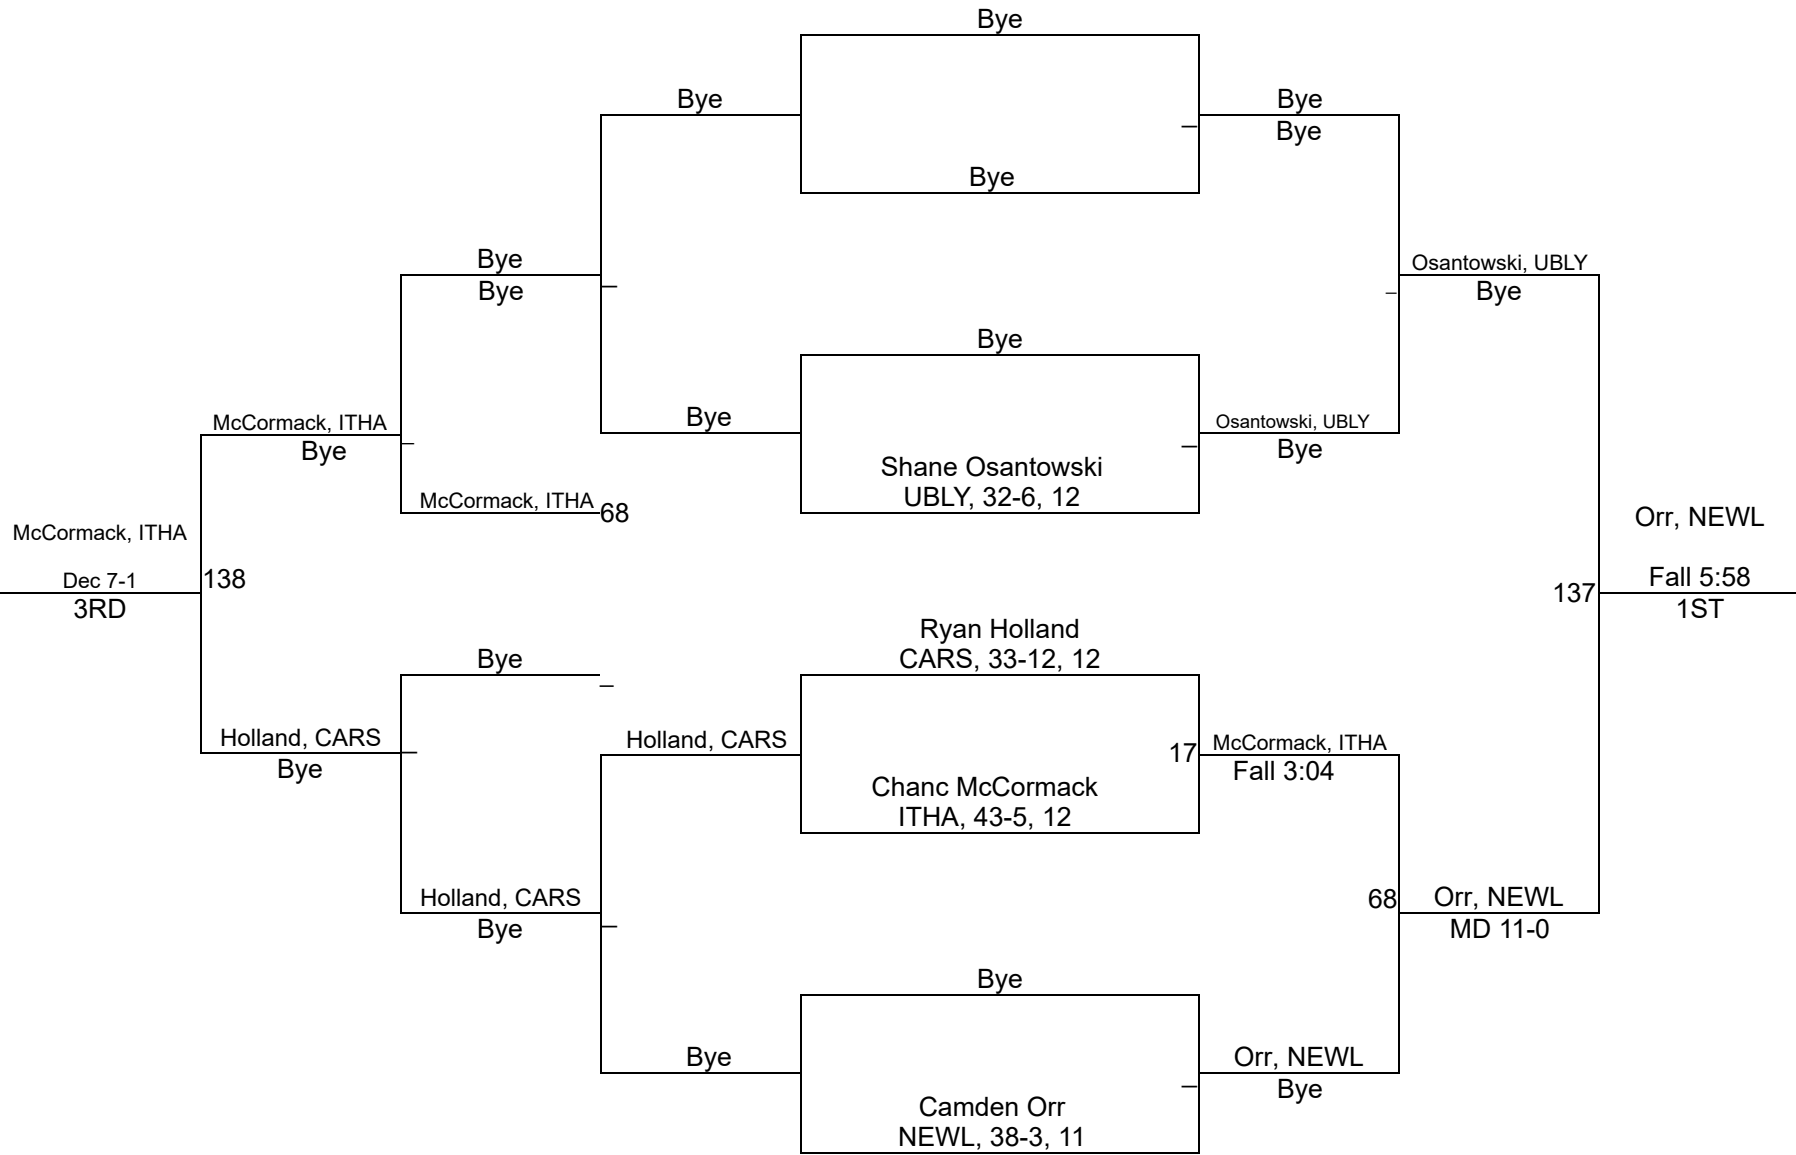 Bye
Bye
Bye
Bye
Bye
Bye
Bye
Bye
Osantowski, UBLY
Bye
Bye
McCormack, ITHA
Bye
Bye
Osantowski, UBLY
Bye
Shane Osantowski
UBLY, 32-6, 12
McCormack, ITHA
68
McCormack, ITHA
Dec 7-1
3RD
138
Orr, NEWL
137
Fall 5:58
1ST
Bye
Ryan Holland
CARS, 33-12, 12
Holland, CARS
Bye
Holland, CARS
17
McCormack, ITHA
Fall 3:04
Chanc McCormack
ITHA, 43-5, 12
Holland, CARS
Bye
68
Orr, NEWL
MD 11-0
Bye
Bye
Orr, NEWL
Bye
Camden Orr
NEWL, 38-3, 11